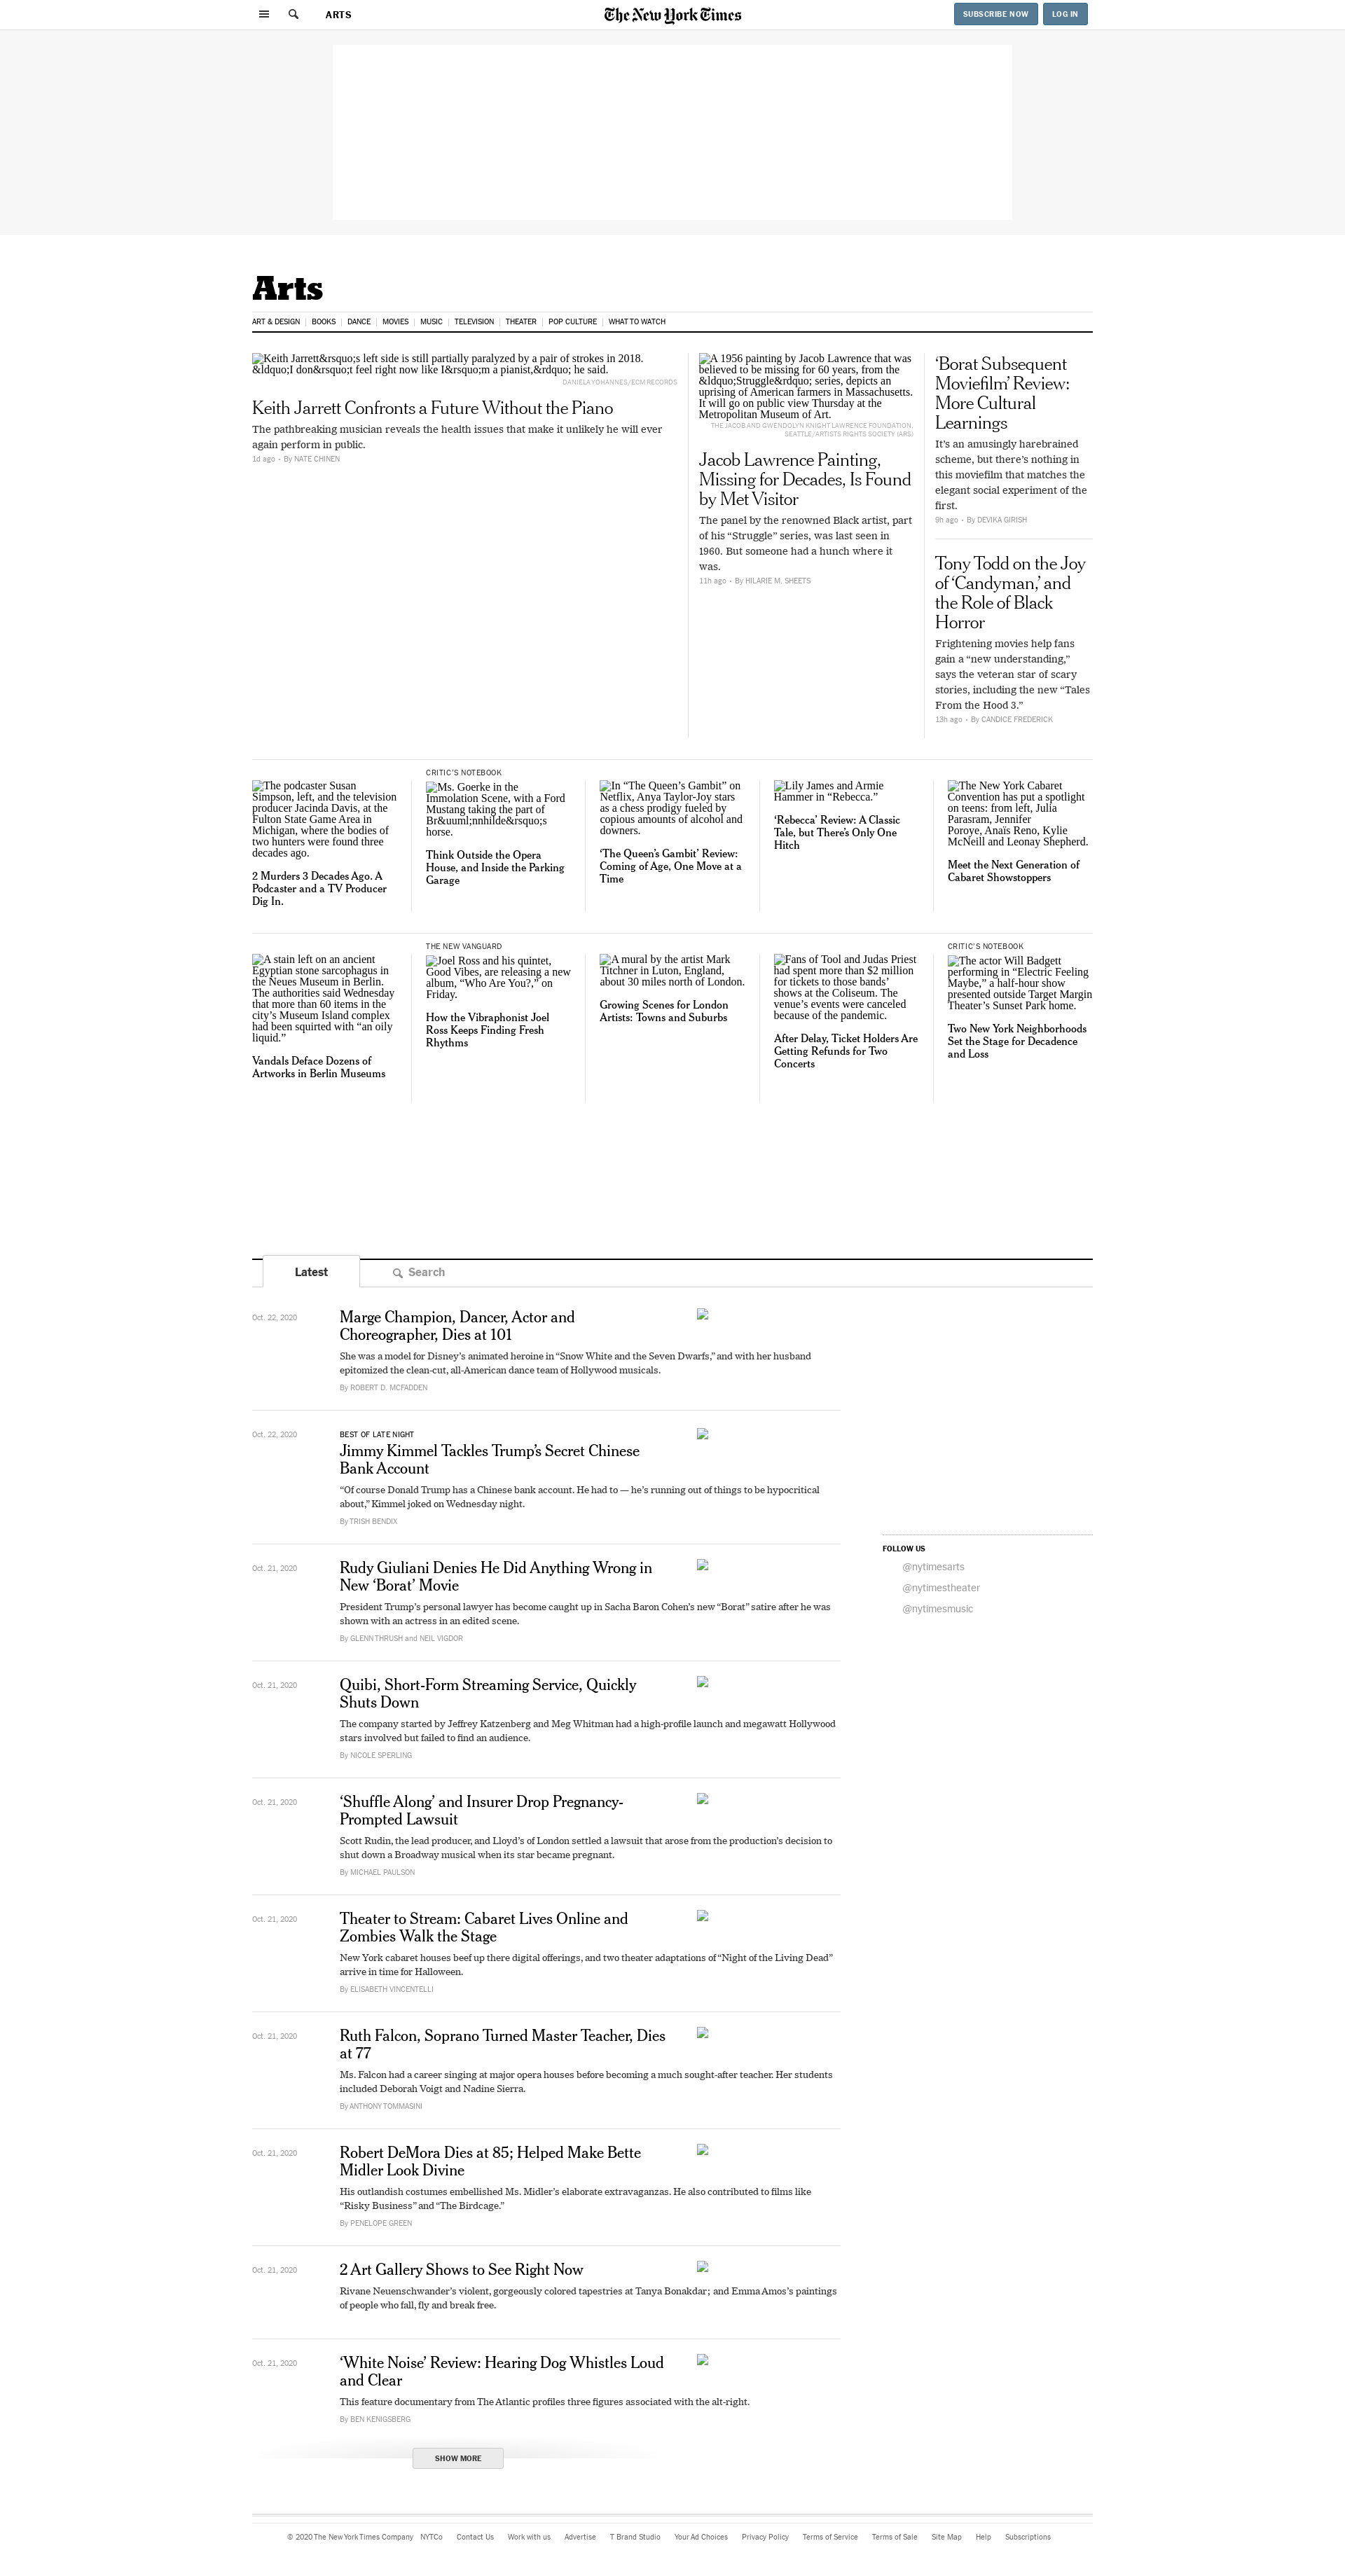 ARTS
The New York Times
SUBSCRIBE NOW
LOG IN
Arts
ART & DESIGN
BOOKS
DANCE
MOVIES
MUSIC
TELEVISION
THEATER
POP CULTURE
WHAT TO WATCH
Keith Jarrett&rsquo;s left side is still partially paralyzed by a pair of strokes in 2018.
&ldquo;I don&rsquo;t feel right now like I&rsquo;m a pianist,&rdquo; he said.
DANIELA YOHANNES/ECM RECORDS
Keith Jarrett Confronts a Future Without the Piano
The pathbreaking musician reveals the health issues that make it unlikely he will ever
again perform in public.
1d ago • By NATE CHINEN
A 1956 painting by Jacob Lawrence that was
believed to be missing for 60 years, from the
&ldquo;Struggle&rdquo; series, depicts an
uprising of American farmers in Massachusetts.
It will go on public view Thursday at the
Metropolitan Museum of Art.
THE JACOB AND GWENDOLYN KNIGHT LAWRENCE FOUNDATION,
SEATTLE/ARTISTS RIGHTS SOCIETY (ARS)
Jacob Lawrence Painting,
Missing for Decades, Is Found
by Met Visitor
The panel by the renowned Black artist, part
of his “Struggle” series, was last seen in
1960. But someone had a hunch where it
was.
11h ago • By HILARIE M. SHEETS
‘Borat Subsequent
Moviefilm’ Review:
More Cultural
Learnings
It’s an amusingly harebrained
scheme, but there’s nothing in
this moviefilm that matches the
elegant social experiment of the
first.
9h ago • By DEVIKA GIRISH
Tony Todd on the Joy
of ‘Candyman,’ and
the Role of Black
Horror
Frightening movies help fans
gain a “new understanding,”
says the veteran star of scary
stories, including the new “Tales
From the Hood 3.”
13h ago • By CANDICE FREDERICK
The podcaster Susan
Simpson, left, and the television
producer Jacinda Davis, at the
Fulton State Game Area in
Michigan, where the bodies of
two hunters were found three
decades ago.
2 Murders 3 Decades Ago. A
Podcaster and a TV Producer
Dig In.
CRITIC’S NOTEBOOK
Ms. Goerke in the
Immolation Scene, with a Ford
Mustang taking the part of
Br&uuml;nnhilde&rsquo;s
horse.
Think Outside the Opera
House, and Inside the Parking
Garage
In “The Queen’s Gambit” on
Netflix, Anya Taylor-Joy stars
as a chess prodigy fueled by
copious amounts of alcohol and
downers.
‘The Queen’s Gambit’ Review:
Coming of Age, One Move at a
Time
Lily James and Armie
Hammer in “Rebecca.”
‘Rebecca’ Review: A Classic
Tale, but There’s Only One
Hitch
The New York Cabaret
Convention has put a spotlight
on teens: from left, Julia
Parasram, Jennifer
Poroye, Anaïs Reno, Kylie
McNeill and Leonay Shepherd.
Meet the Next Generation of
Cabaret Showstoppers
A stain left on an ancient
Egyptian stone sarcophagus in
the Neues Museum in Berlin.
The authorities said Wednesday
that more than 60 items in the
city’s Museum Island complex
had been squirted with “an oily
liquid.”
Vandals Deface Dozens of
Artworks in Berlin Museums
THE NEW VANGUARD
Joel Ross and his quintet,
Good Vibes, are releasing a new
album, “Who Are You?,” on
Friday.
How the Vibraphonist Joel
Ross Keeps Finding Fresh
Rhythms
A mural by the artist Mark
Titchner in Luton, England,
about 30 miles north of London.
Growing Scenes for London
Artists: Towns and Suburbs
Fans of Tool and Judas Priest
had spent more than $2 million
for tickets to those bands’
shows at the Coliseum. The
venue’s events were canceled
because of the pandemic.
After Delay, Ticket Holders Are
Getting Refunds for Two
Concerts
CRITIC’S NOTEBOOK
The actor Will Badgett
performing in “Electric Feeling
Maybe,” a half-hour show
presented outside Target Margin
Theater’s Sunset Park home.
Two New York Neighborhoods
Set the Stage for Decadence
and Loss
Latest
Search
Oct. 22, 2020
Marge Champion, Dancer, Actor and
Choreographer, Dies at 101
She was a model for Disney’s animated heroine in “Snow White and the Seven Dwarfs,” and with her husband
epitomized the clean-cut, all-American dance team of Hollywood musicals.
By ROBERT D. MCFADDEN
Oct. 22, 2020
BEST OF LATE NIGHT
Jimmy Kimmel Tackles Trump’s Secret Chinese
Bank Account
“Of course Donald Trump has a Chinese bank account. He had to — he’s running out of things to be hypocritical
about,” Kimmel joked on Wednesday night.
By TRISH BENDIX
FOLLOW US
@nytimesarts
@nytimestheater
@nytimesmusic
Oct. 21, 2020
Rudy Giuliani Denies He Did Anything Wrong in
New ‘Borat’ Movie
President Trump’s personal lawyer has become caught up in Sacha Baron Cohen’s new “Borat” satire after he was
shown with an actress in an edited scene.
By GLENN THRUSH and NEIL VIGDOR
Oct. 21, 2020
Quibi, Short-Form Streaming Service, Quickly
Shuts Down
The company started by Jeffrey Katzenberg and Meg Whitman had a high-profile launch and megawatt Hollywood
stars involved but failed to find an audience.
By NICOLE SPERLING
Oct. 21, 2020
‘Shuffle Along’ and Insurer Drop Pregnancy-
Prompted Lawsuit
Scott Rudin, the lead producer, and Lloyd’s of London settled a lawsuit that arose from the production’s decision to
shut down a Broadway musical when its star became pregnant.
By MICHAEL PAULSON
Oct. 21, 2020
Theater to Stream: Cabaret Lives Online and
Zombies Walk the Stage
New York cabaret houses beef up there digital offerings, and two theater adaptations of “Night of the Living Dead”
arrive in time for Halloween.
By ELISABETH VINCENTELLI
Oct. 21, 2020
Ruth Falcon, Soprano Turned Master Teacher, Dies
at 77
Ms. Falcon had a career singing at major opera houses before becoming a much sought-after teacher. Her students
included Deborah Voigt and Nadine Sierra.
By ANTHONY TOMMASINI
Oct. 21, 2020
Robert DeMora Dies at 85; Helped Make Bette
Midler Look Divine
His outlandish costumes embellished Ms. Midler’s elaborate extravaganzas. He also contributed to films like
“Risky Business” and “The Birdcage.”
By PENELOPE GREEN
Oct. 21, 2020
2 Art Gallery Shows to See Right Now
Rivane Neuenschwander’s violent, gorgeously colored tapestries at Tanya Bonakdar; and Emma Amos’s paintings
of people who fall, fly and break free.
Oct. 21, 2020
‘White Noise’ Review: Hearing Dog Whistles Loud
and Clear
This feature documentary from The Atlantic profiles three figures associated with the alt-right.
By BEN KENIGSBERG
SHOW MORE
© 2020 The New York Times Company
NYTCo
Contact Us
Work with us
Advertise
T Brand Studio
Your Ad Choices
Privacy Policy
Terms of Service
Terms of Sale
Site Map
Help
Subscriptions